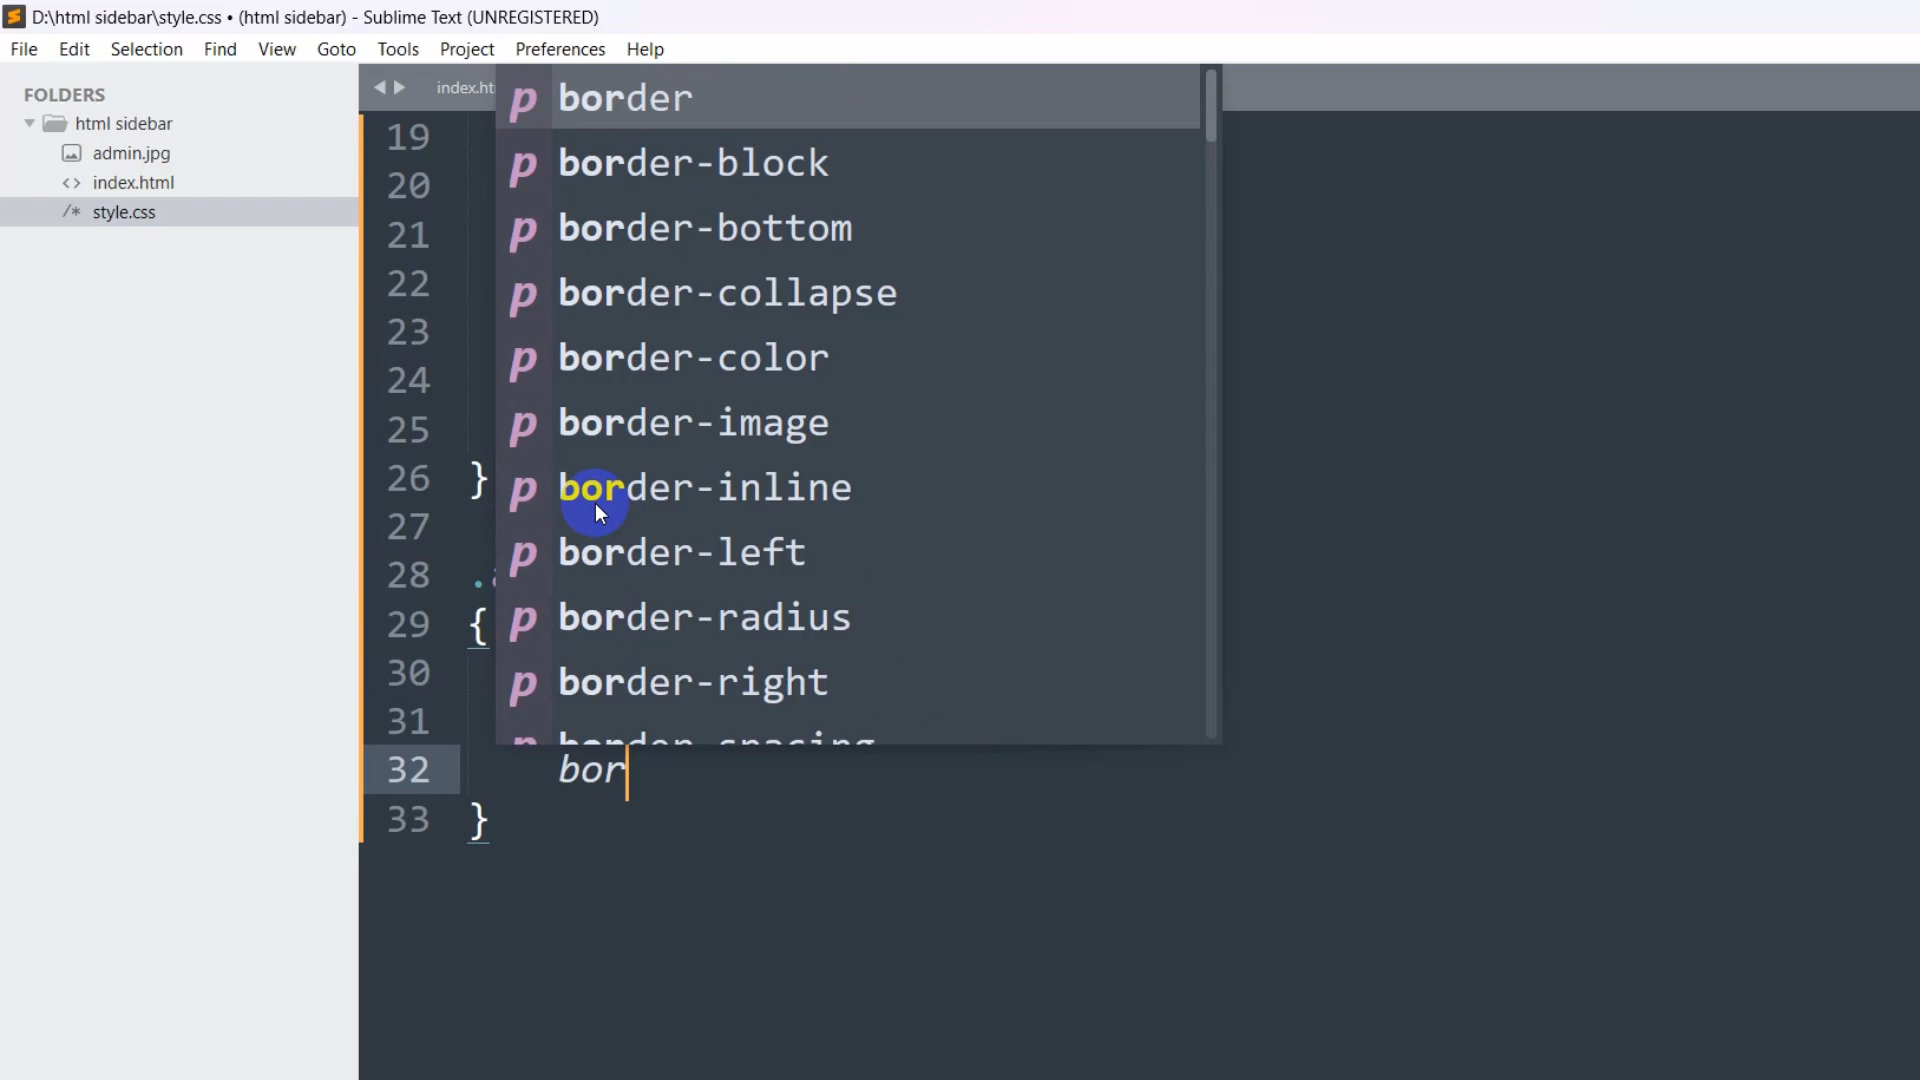 D:\html sidebar\style.css • (html sidebar) - Sublime Text (UNREGISTERED)
File Edit Selection Find View Goto Tools Project Preferences Help
FOLDERS
html sidebar
admin.jpg
<> index.html
/* style.css
index.ht
p border
p border-block
p border-bottom
p border-collapse
p border-color
p border-image
p border-inline
p border-left
p border-radius
p border-right
p border-spacing
19
20
21
22
23
24
25
26 }
27
28 .a
29 {
30
31
32 bor
33 }